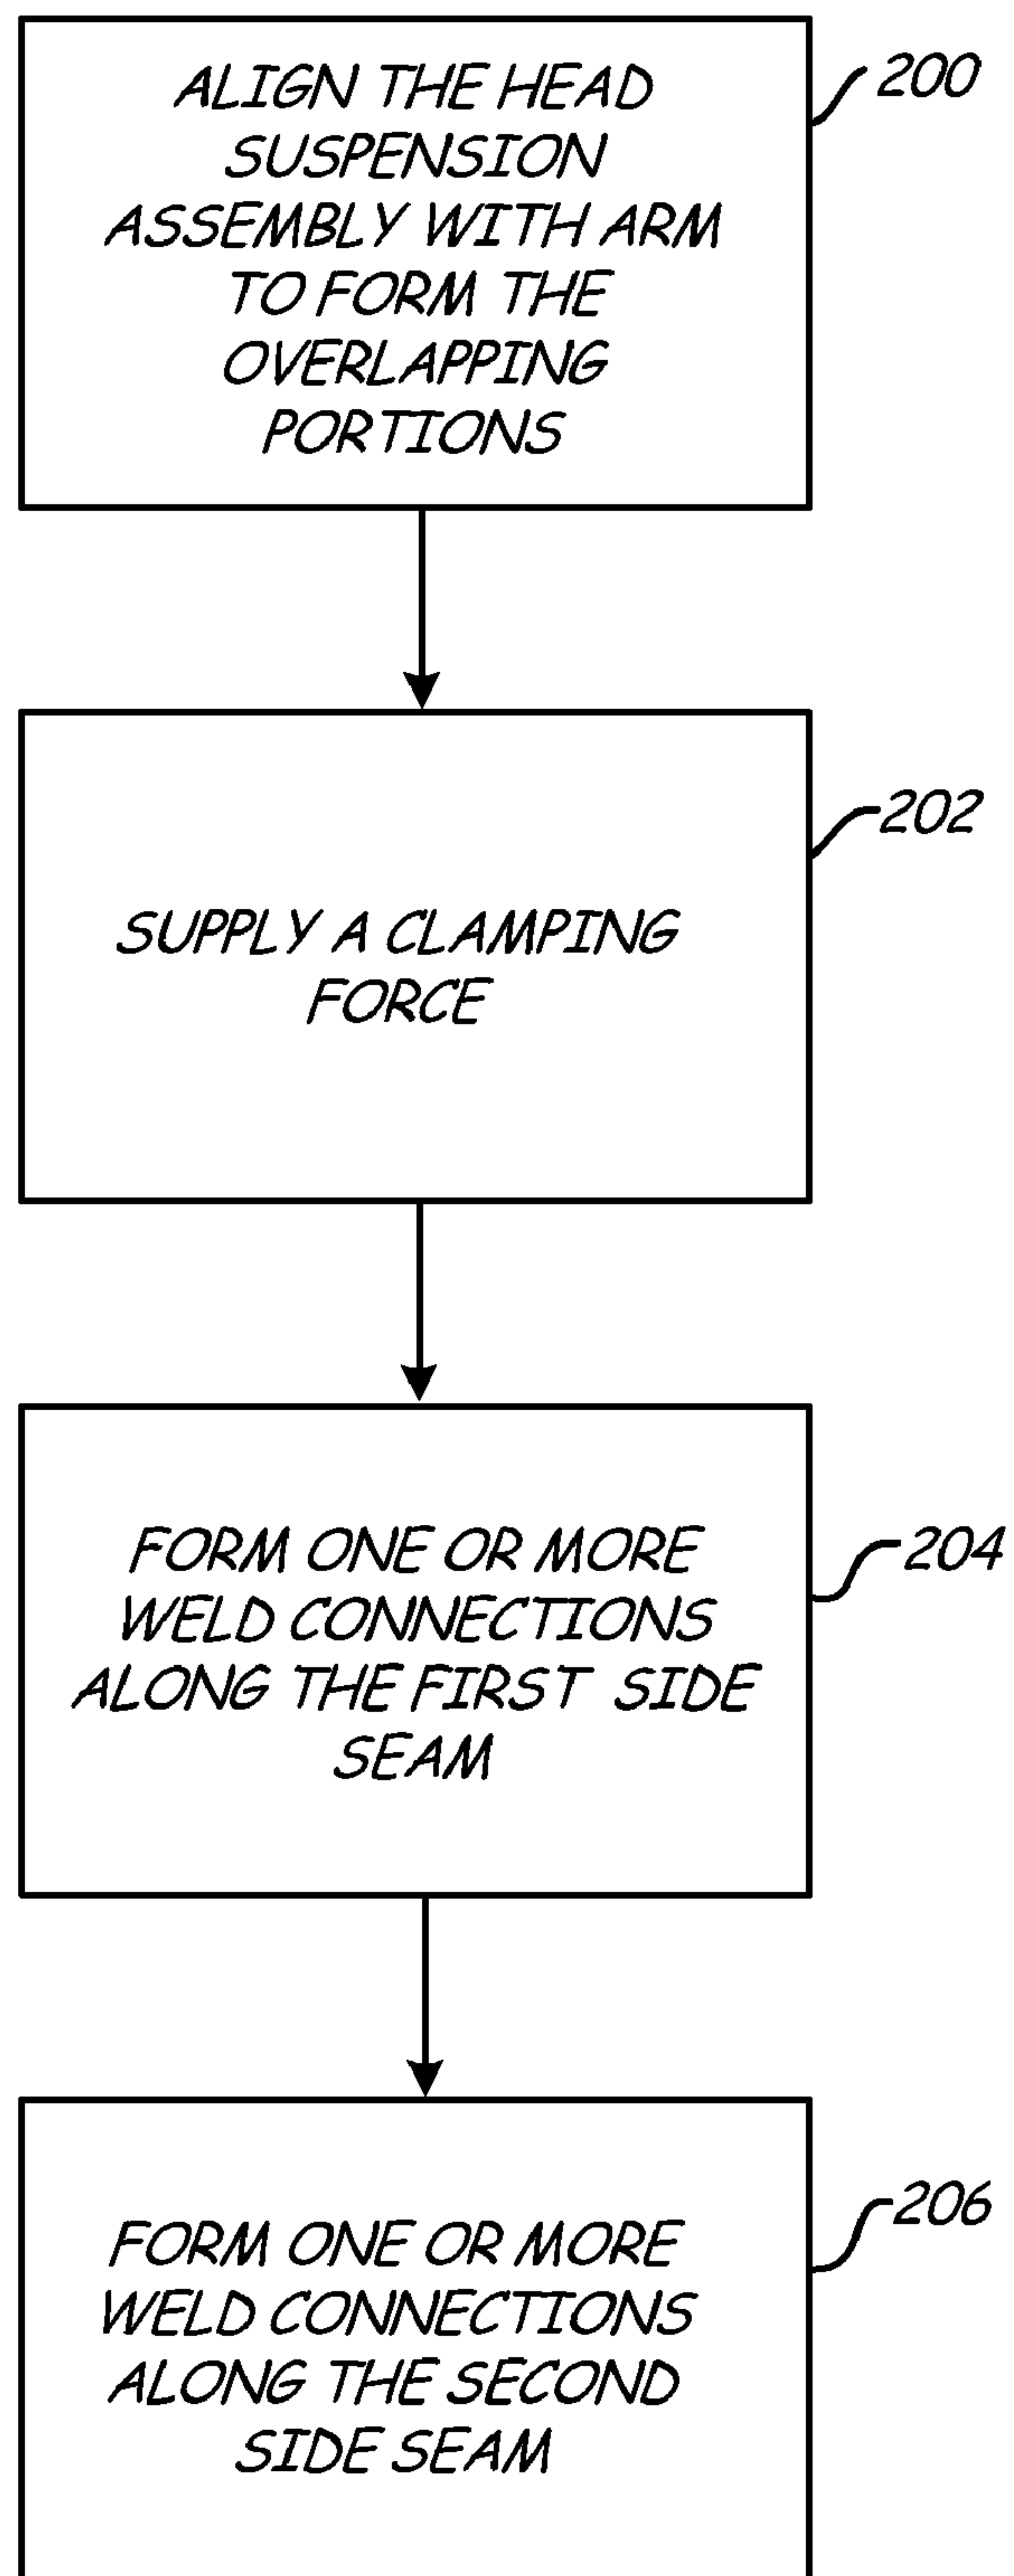 ALIGN THE HEAD
SUSPENSION
ASSEMBLY WITH ARM
TO FORM THE
OVERLAPPING
PORTIONS
200
SUPPLY A CLAMPING
FORCE
202
FORM ONE OR MORE
WELD CONNECTIONS
ALONG THE FIRST SIDE
SEAM
204
FORM ONE OR MORE
WELD CONNECTIONS
ALONG THE SECOND
SIDE SEAM
206